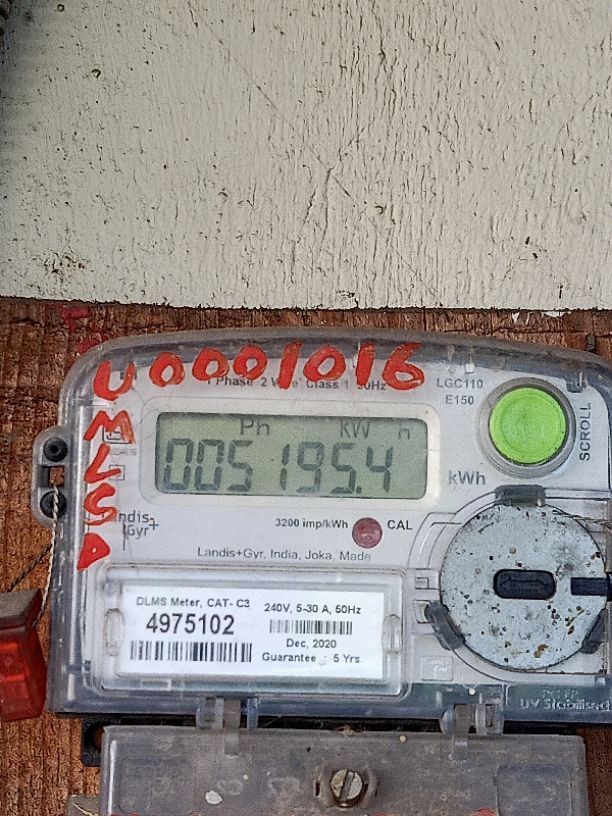 U0001016
1 Phase 2 Wire Class 1 50Hz
LGC110
E150
UMLSD
SCROLL
Ph kW h
005195.4
kWh
Landis+
Gyr
3200 imp/kWh
CAL
Landis+Gyr, India, Joka, Made
DLMS Meter, CAT- C3
4975102
240V, 5-30 A, 50Hz
Dec, 2020
Guarantee : 5 Yrs.
UV Stabilised